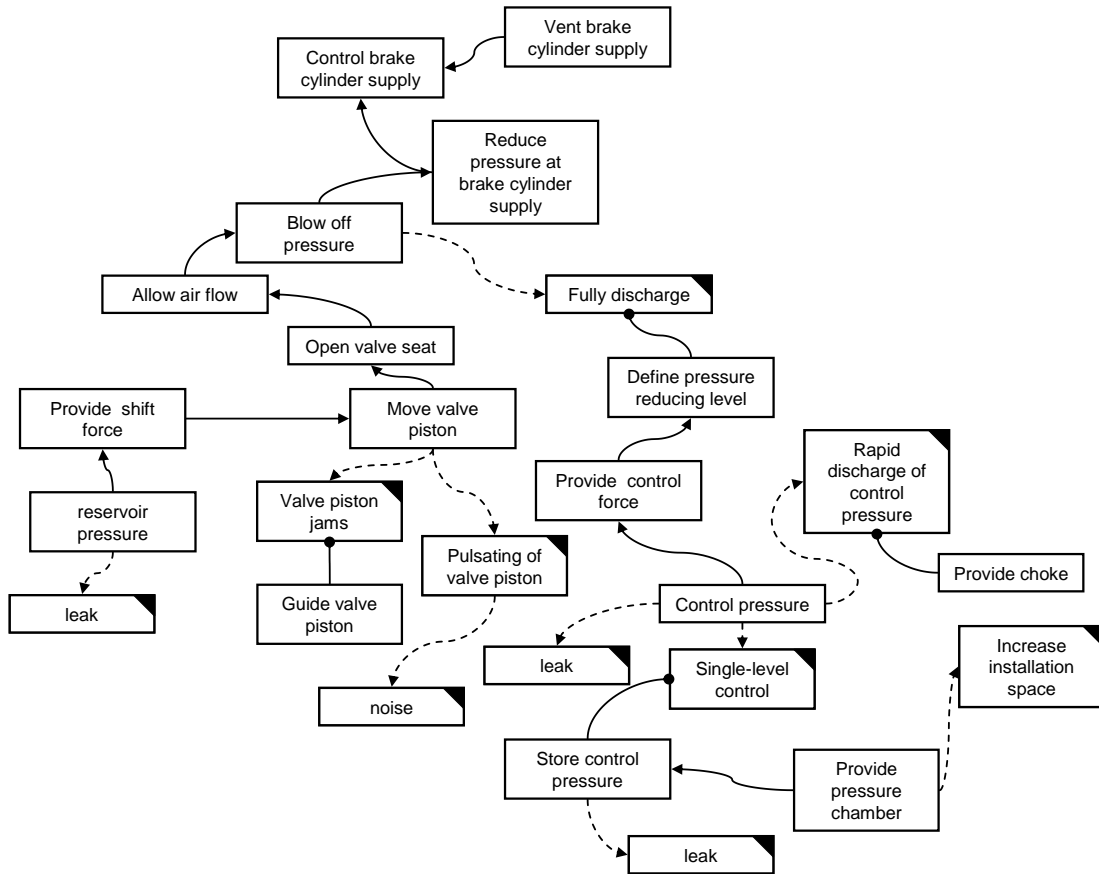 Vent brake
cylinder supply
Control brake
cylinder supply
Reduce
pressure at
brake cylinder
supply
Blow off
pressure
Allow air flow
Fully discharge
Open valve seat
Define pressure
reducing level
Provide shift
force
Move valve
piston
Rapid
discharge of
control
pressure
Provide control
force
Valve piston
jams
reservoir
pressure
Pulsating of
valve piston
Provide choke
Guide valve
piston
Control pressure
leak
Increase
installation
space
leak
Single-level
control
noise
Store control
pressure
Provide
pressure
chamber
leak